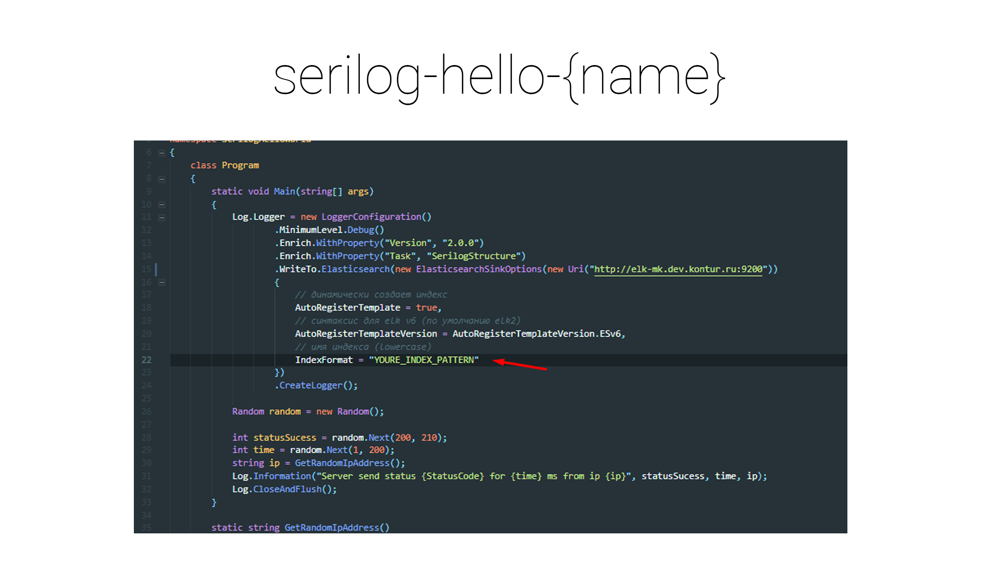 serilog-hello-{name}
namespace SerilogHelloWorld
6 {
7 class Program
8 {
9 static void Main(string[] args)
10 {
11 Log.Logger = new LoggerConfiguration()
12 .MinimumLevel.Debug()
13 .Enrich.WithProperty("Version", "2.0.0")
14 .Enrich.WithProperty("Task", "SerilogStructure")
15 .WriteTo.Elasticsearch(new ElasticsearchSinkOptions(new Uri("http://elk-mk.dev.kontur.ru:9200"))
16 {
17 // динамически создает индекс
18 AutoRegisterTemplate = true,
19 // синтаксис для elk v6 (по умолчанию elk2)
20 AutoRegisterTemplateVersion = AutoRegisterTemplateVersion.ESv6,
21 // имя индекса (lowercase)
22 IndexFormat = "YOURE_INDEX_PATTERN"
23 })
24 .CreateLogger();
25
26 Random random = new Random();
27
28 int statusSucess = random.Next(200, 210);
29 int time = random.Next(1, 200);
30 string ip = GetRandomIpAddress();
31 Log.Information("Server send status {StatusCode} for {time} ms from ip {ip}", statusSucess, time, ip);
32 Log.CloseAndFlush();
33 }
34
35 static string GetRandomIpAddress()